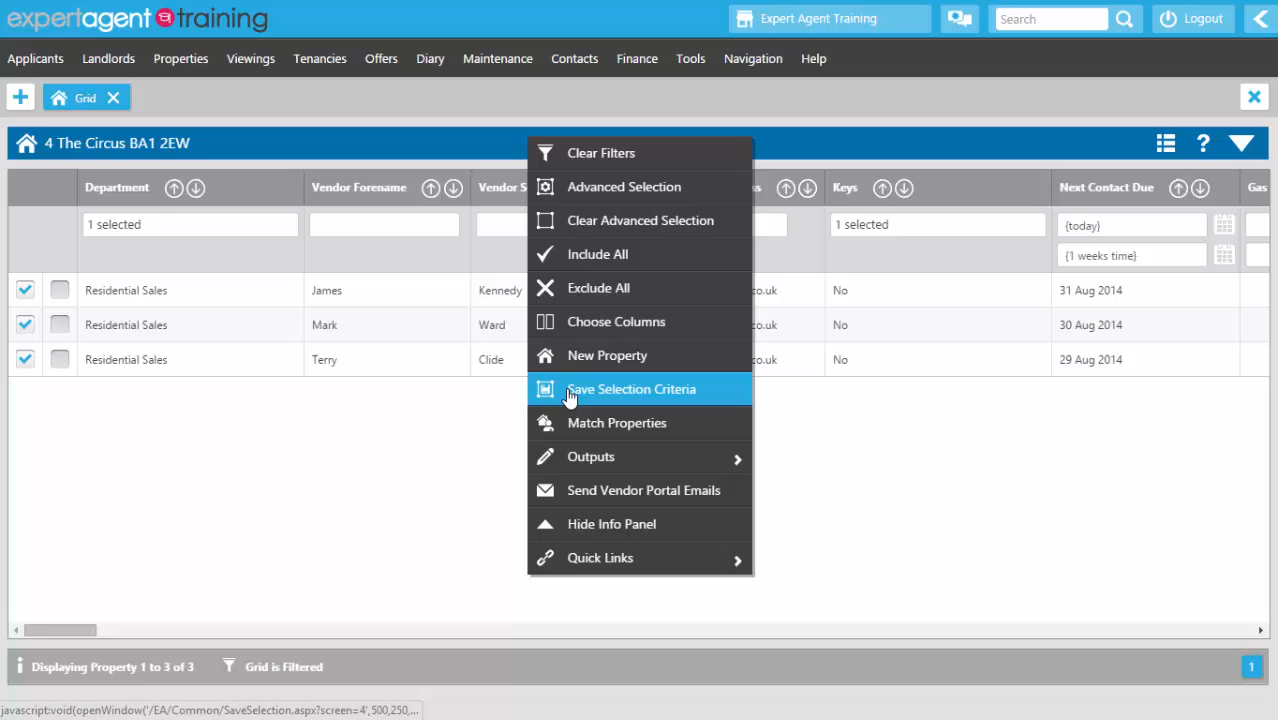 expertagent training
Expert Agent Training
Search
Logout
Applicants Landlords Properties Viewings Tenancies Offers Diary Maintenance Contacts Finance Tools Navigation Help
Grid
4 The Circus BA1 2EW
?
Department Vendor Forename Vendor S ss Keys Next Contact Due Gas
1 selected 1 selected {today}
{1 weeks time}
Residential Sales James Kennedy co.uk No 31 Aug 2014
Residential Sales Mark Ward No 30 Aug 2014
Residential Sales Terry Clide co.uk No 29 Aug 2014
Clear Filters
Advanced Selection
Clear Advanced Selection
Include All
Exclude All
Choose Columns
New Property
Save Selection Criteria
Match Properties
Outputs
Send Vendor Portal Emails
Hide Info Panel
Quick Links
Displaying Property 1 to 3 of 3 Grid is Filtered 1
javascript:void(openWindow('/EA/Common/SaveSelection.aspx?screen=4',500,250,...